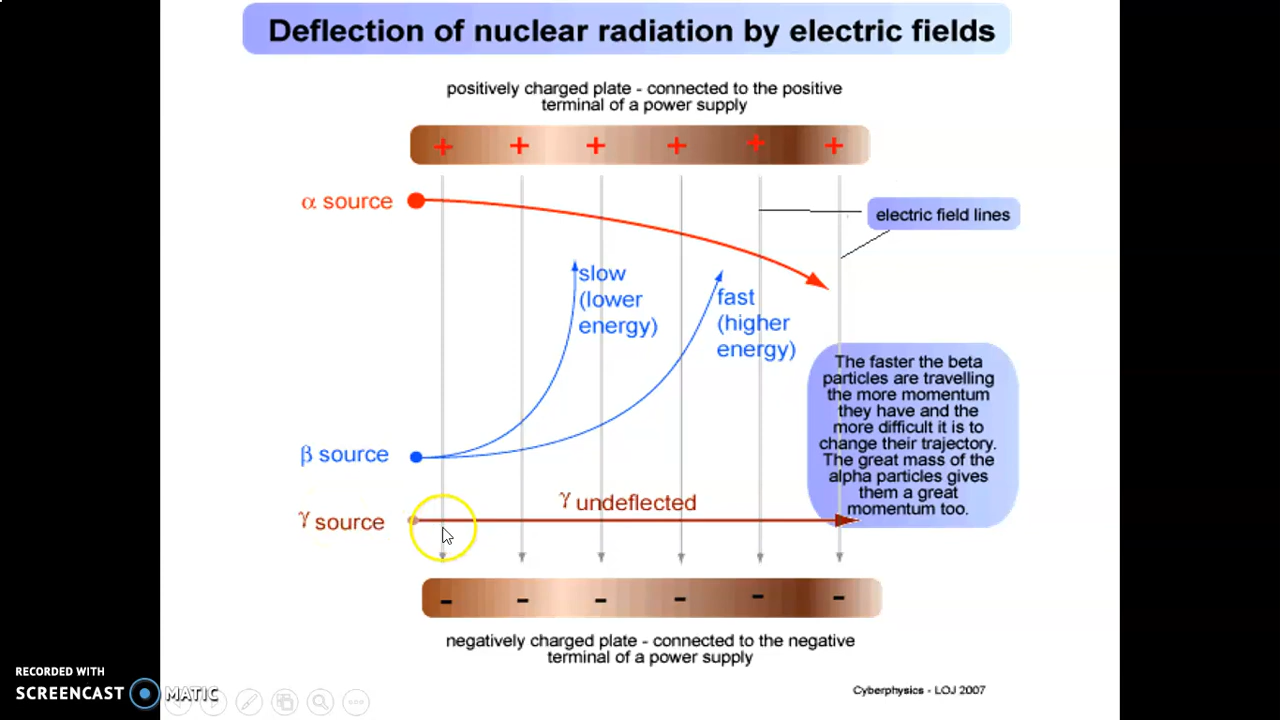 Deflection of nuclear radiation by electric fields
positively charged plate - connected to the positive
terminal of a power supply
+ + + + + +
α source
electric field lines
slow
(lower
energy)
fast
(higher
energy)
The faster the beta
particles are travelling
the more momentum
they have and the
more difficult it is to
change their trajectory.
The great mass of the
alpha particles gives
them a great
momentum too.
β source
γ undeflected
γ source
- - - - - -
negatively charged plate - connected to the negative
terminal of a power supply
Cyberphysics - LOJ 2007
RECORDED WITH
SCREENCAST MATIC